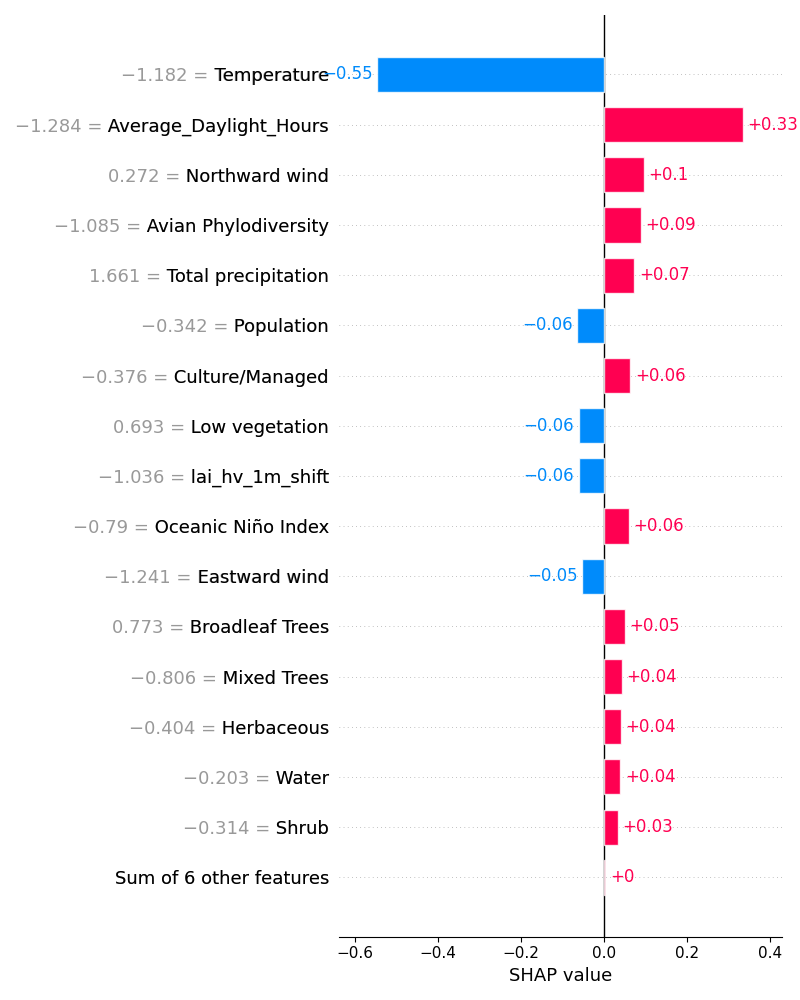 −1.182 = Temperature −0.55
−1.284 = Average_Daylight_Hours +0.33
0.272 = Northward wind +0.1
−1.085 = Avian Phylodiversity +0.09
1.661 = Total precipitation +0.07
−0.342 = Population −0.06
−0.376 = Culture/Managed +0.06
0.693 = Low vegetation −0.06
−1.036 = lai_hv_1m_shift −0.06
−0.79 = Oceanic Niño Index +0.06
−1.241 = Eastward wind −0.05
0.773 = Broadleaf Trees +0.05
−0.806 = Mixed Trees +0.04
−0.404 = Herbaceous +0.04
−0.203 = Water +0.04
−0.314 = Shrub +0.03
Sum of 6 other features +0
−0.6 −0.4 −0.2 0.0 0.2 0.4
SHAP value